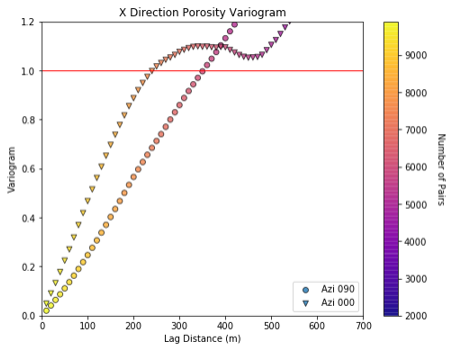 X Direction Porosity Variogram
1.2
1.0
0.8
0.6
0.4
0.2
0.0
Variogram
0 100 200 300 400 500 600 700
Lag Distance (m)
Azi 090
Azi 000
9000
8000
7000
6000
5000
4000
3000
2000
Number of Pairs